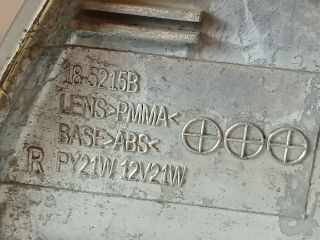 18-5215B
LENS>PMMA<
BASE>ABS<
R PY21W 12V21W